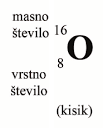 masno
število
16
O
8
vrstno
število
(kisik)